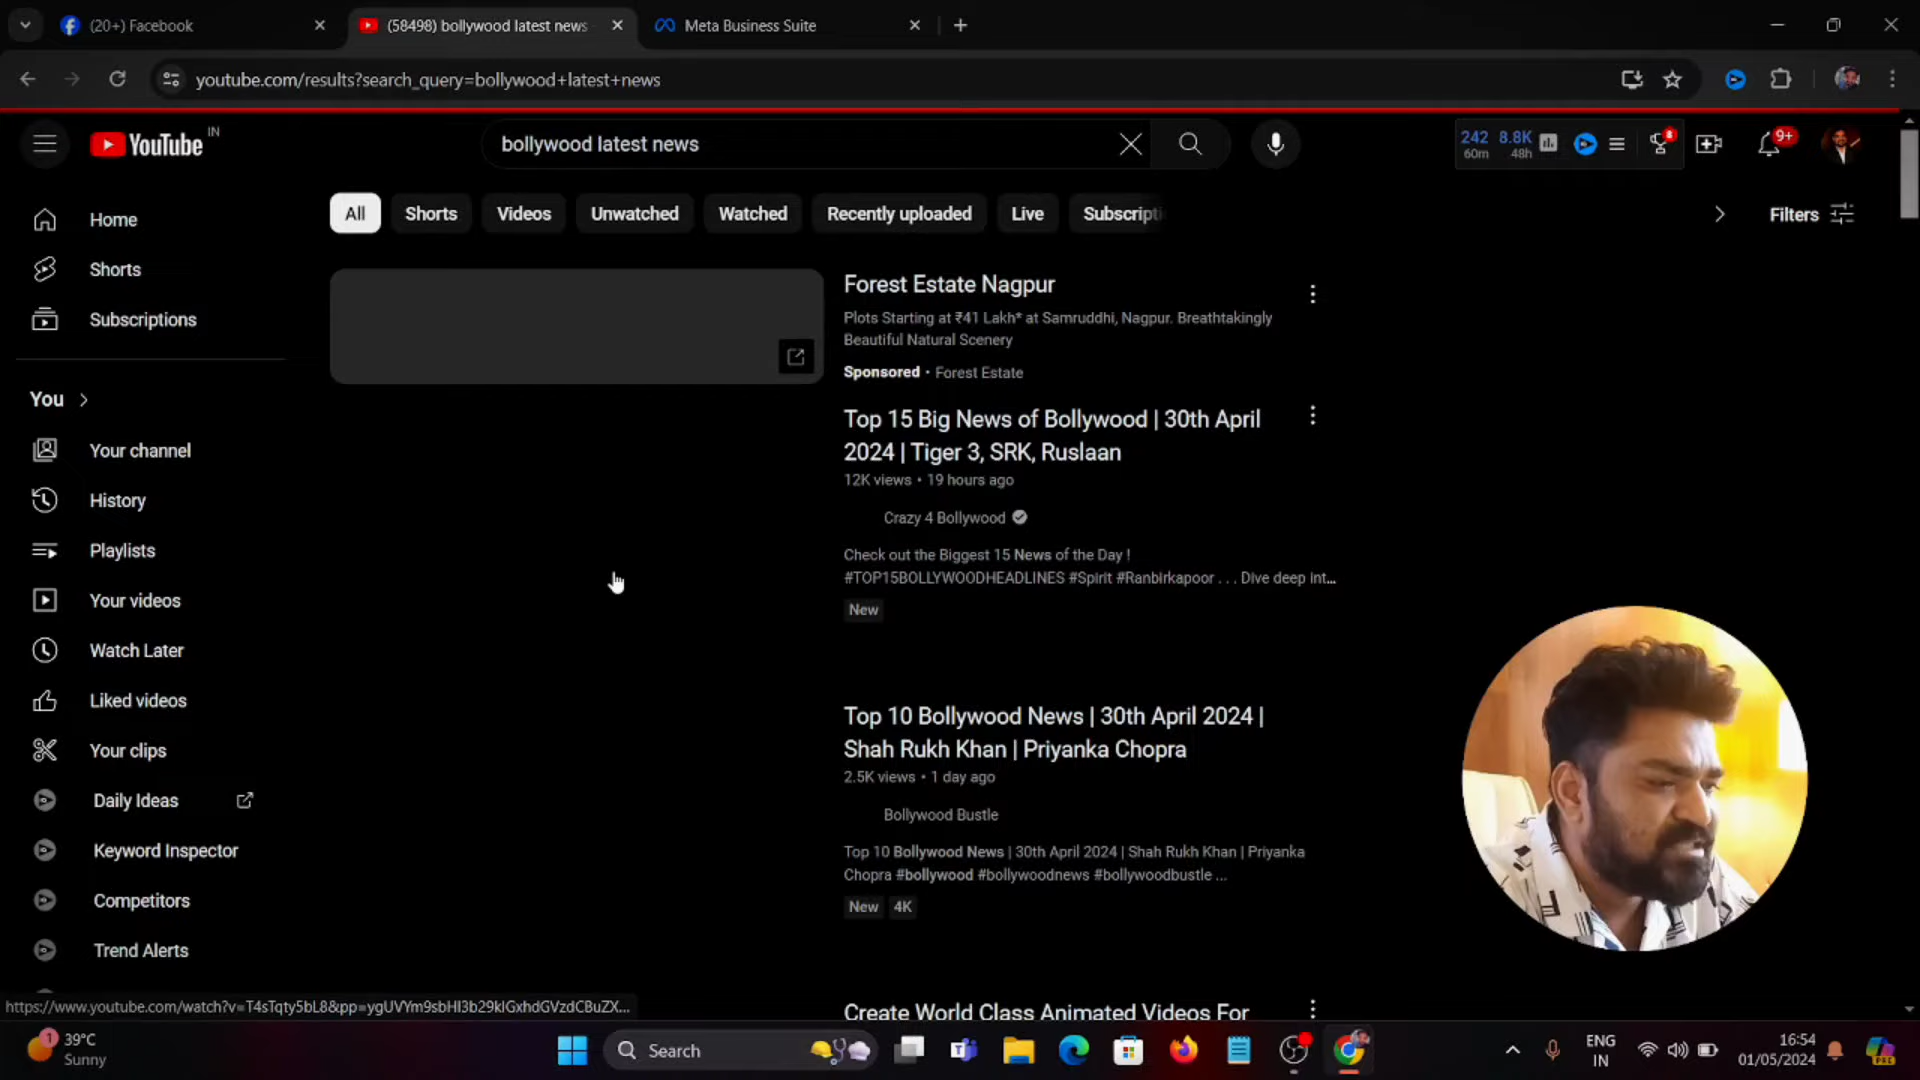 (20+) Facebook
(58498) bollywood latest news
Meta Business Suite
youtube.com/results?search_query=bollywood+latest+news
YouTube IN
bollywood latest news
242 60m
8.8K 48h
8
9+
All
Shorts
Videos
Unwatched
Watched
Recently uploaded
Live
Subscripti
Filters
Home
Shorts
Subscriptions
You
Your channel
History
Playlists
Your videos
Watch Later
Liked videos
Your clips
Daily Ideas
Keyword Inspector
Competitors
Trend Alerts
Forest Estate Nagpur
Plots Starting at ₹41 Lakh* at Samruddhi, Nagpur. Breathtakingly
Beautiful Natural Scenery
Sponsored • Forest Estate
Top 15 Big News of Bollywood | 30th April
2024 | Tiger 3, SRK, Ruslaan
12K views • 19 hours ago
Crazy 4 Bollywood
Check out the Biggest 15 News of the Day !
#TOP15BOLLYWOODHEADLINES #Spirit #Ranbirkapoor . . . Dive deep int...
New
Top 10 Bollywood News | 30th April 2024 |
Shah Rukh Khan | Priyanka Chopra
2.5K views • 1 day ago
Bollywood Bustle
Top 10 Bollywood News | 30th April 2024 | Shah Rukh Khan | Priyanka
Chopra #bollywood #bollywoodnews #bollywoodbustle ...
New 4K
Create World Class Animated Videos For
1
39°C
Sunny
Search
ENG
IN
16:54
01/05/2024